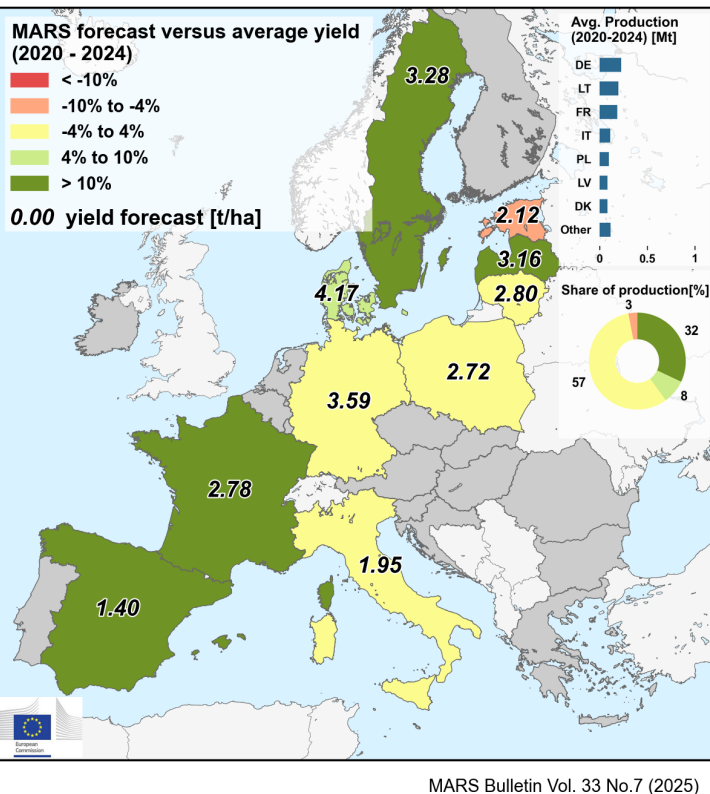 MARS forecast versus average yield
(2020 - 2024)
< -10%
-10% to -4%
-4% to 4%
4% to 10%
> 10%
0.00 yield forecast [t/ha]
Avg. Production
(2020-2024) [Mt]
DE
LT
FR
IT
PL
LV
DK
Other
0 0.5 1
Share of production[%]
3
32
57
8
3.28
2.12
3.16
2.80
4.17
2.72
3.59
2.78
1.95
1.40
European
Commission
MARS Bulletin Vol. 33 No.7 (2025)